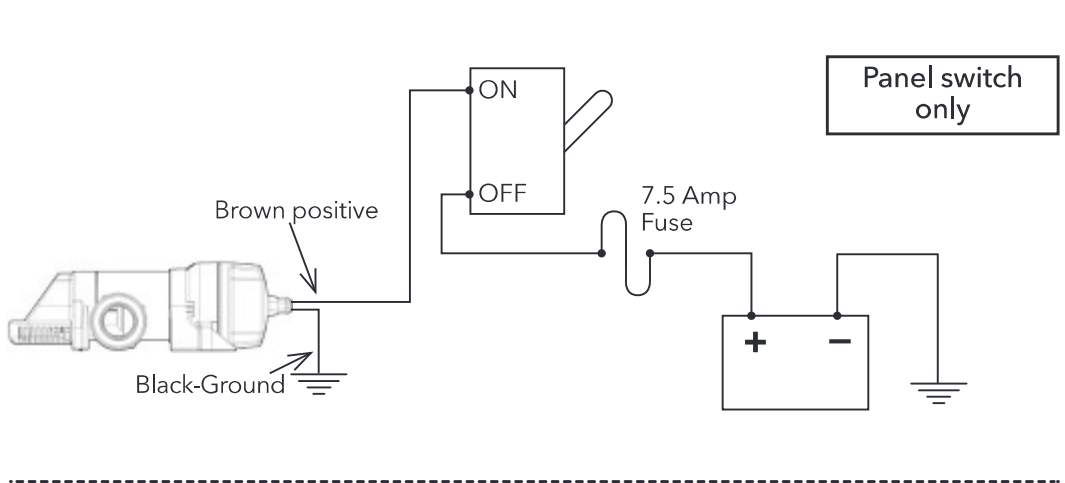 ON
Panel switch
only
OFF
7.5 Amp
Fuse
Brown positive
+ −
Black-Ground